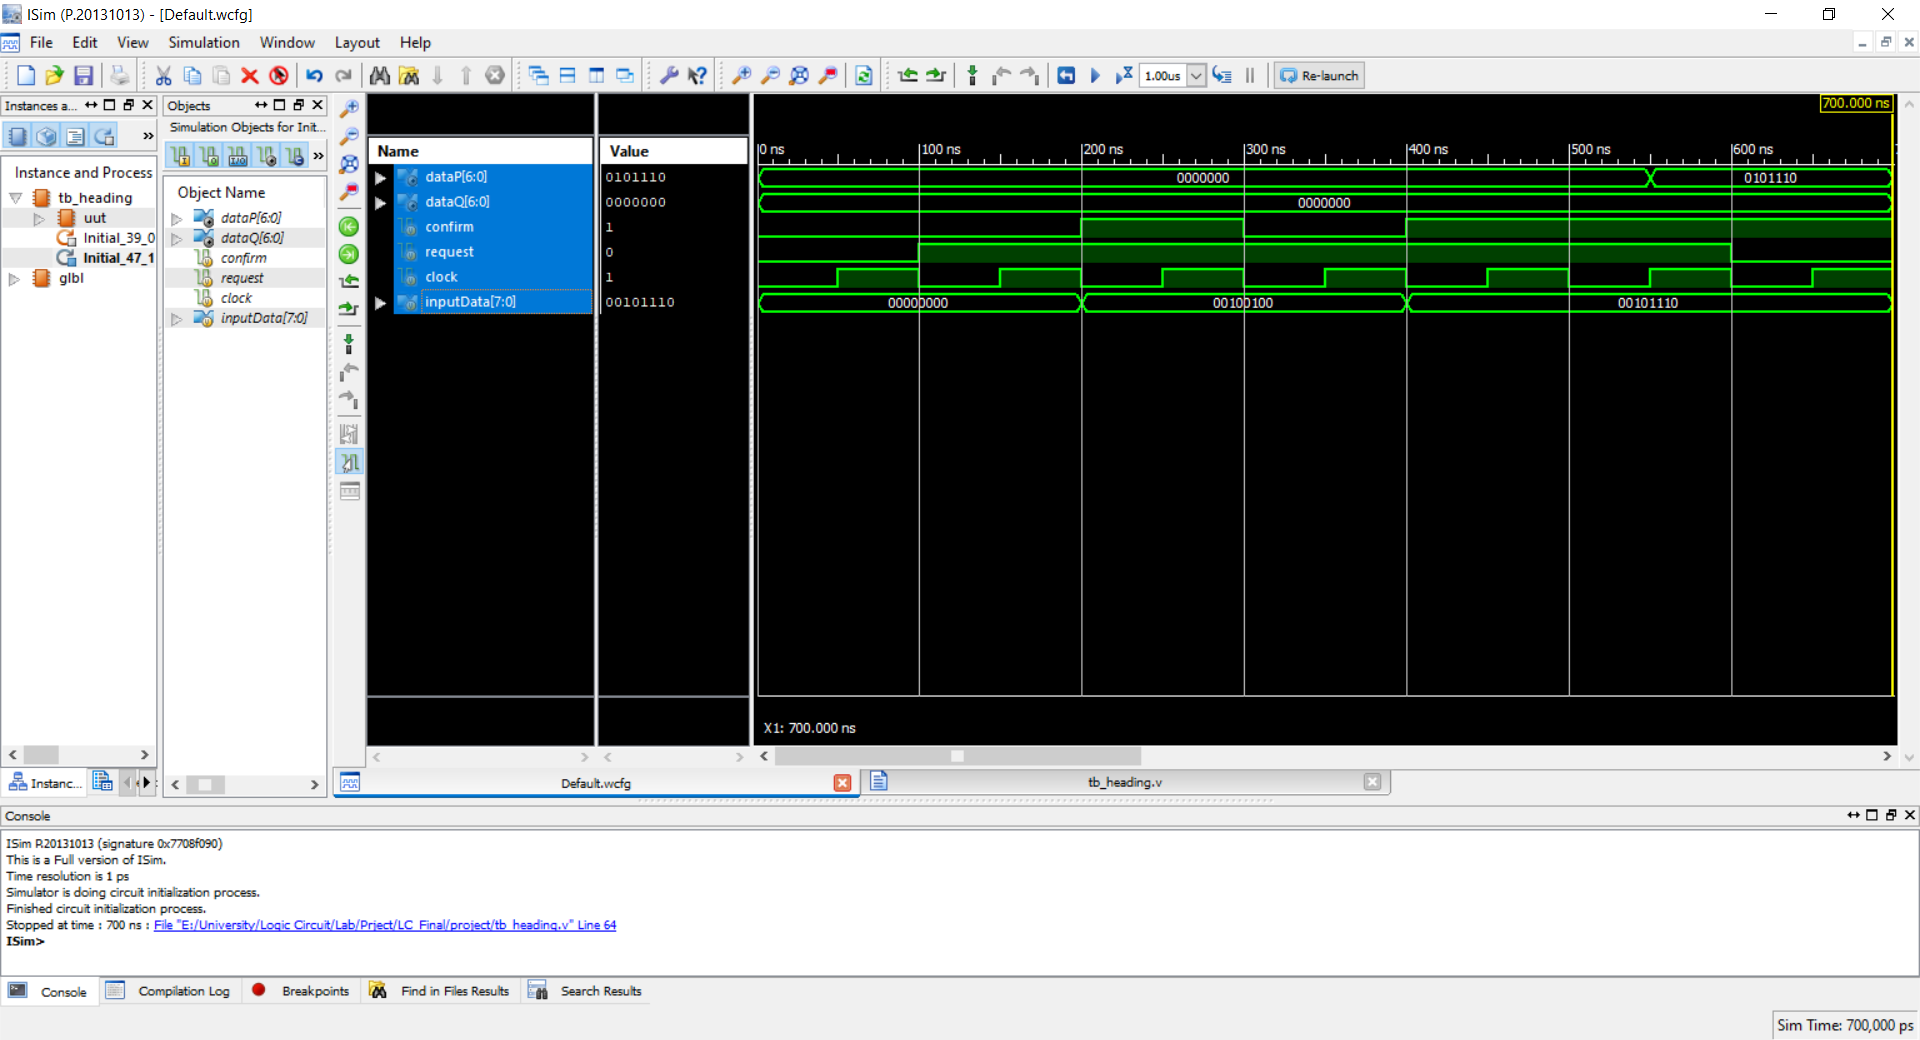 ISim (P.20131013) - [Default.wcfg]
File Edit View Simulation Window Layout Help
1.00us Re-launch
Instances a...
Objects
Simulation Objects for Init...
Instance and Process
tb_heading
uut
Initial_39_0
Initial_47_1
glbl
Object Name
dataP[6:0]
dataQ[6:0]
confirm
request
clock
inputData[7:0]
Name Value
dataP[6:0] 0101110
dataQ[6:0] 0000000
confirm 1
request 0
clock 1
inputData[7:0] 00101110
700.000 ns
0 ns 100 ns 200 ns 300 ns 400 ns 500 ns 600 ns
0000000 0101110
0000000
00000000 00100100 00101110
X1: 700.000 ns
Instanc...
Default.wcfg
tb_heading.v
Console
ISim P.20131013 (signature 0x7708f090)
This is a Full version of ISim.
Time resolution is 1 ps
Simulator is doing circuit initialization process.
Finished circuit initialization process.
Stopped at time : 700 ns : File "E:/University/Logic Circuit/Lab/Prject/LC_Final/project/tb_heading.v" Line 64
ISim>
Console Compilation Log Breakpoints Find in Files Results Search Results
Sim Time: 700,000 ps